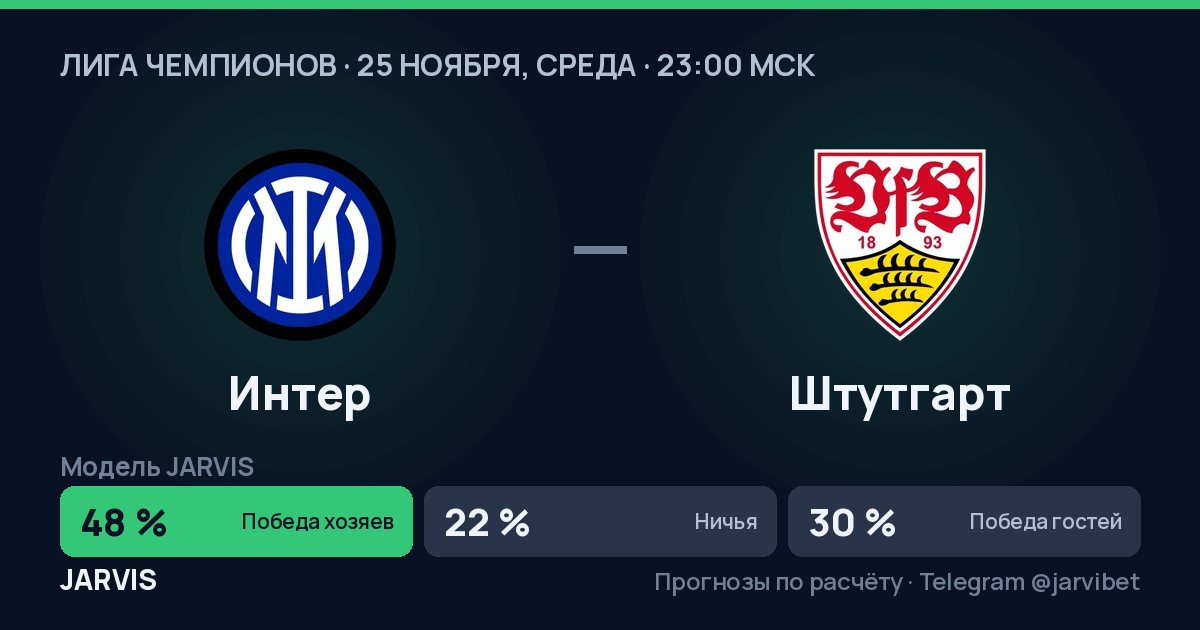 ЛИГА ЧЕМПИОНОВ · 25 НОЯБРЯ, СРЕДА · 23:00 МСК
VfB
18 93
Интер
Штутгарт
Модель JARVIS
48 % Победа хозяев
22 % Ничья
30 % Победа гостей
JARVIS
Прогнозы по расчёту · Telegram @jarvibet